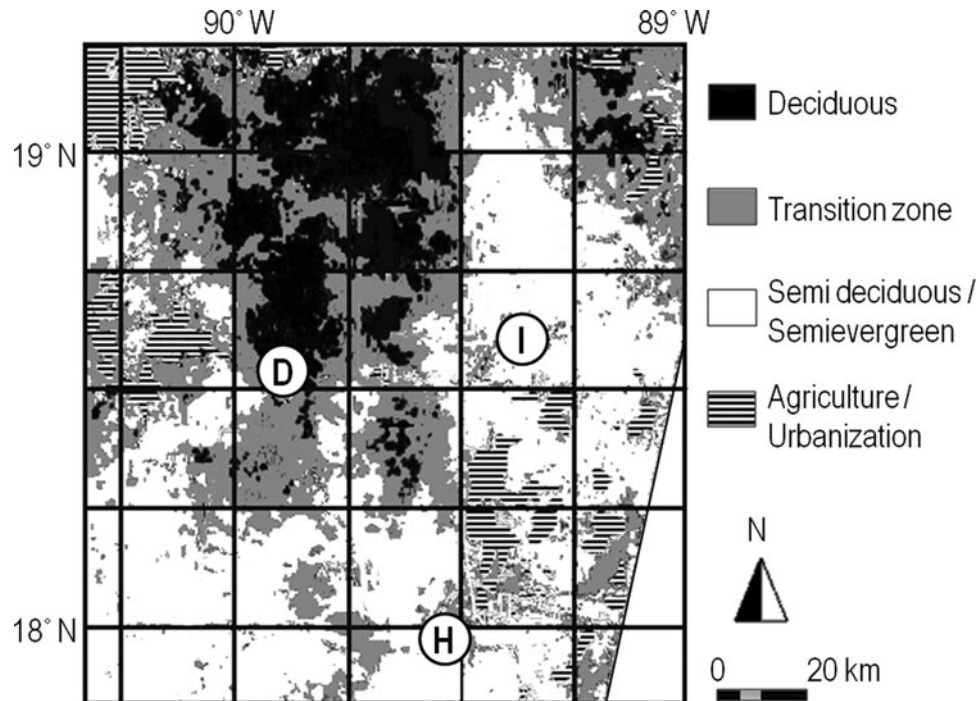 90° W
89° W
19° N
18° N
D
I
H
Deciduous
Transition zone
Semi deciduous /
Semievergreen
Agriculture /
Urbanization
N
0
20 km